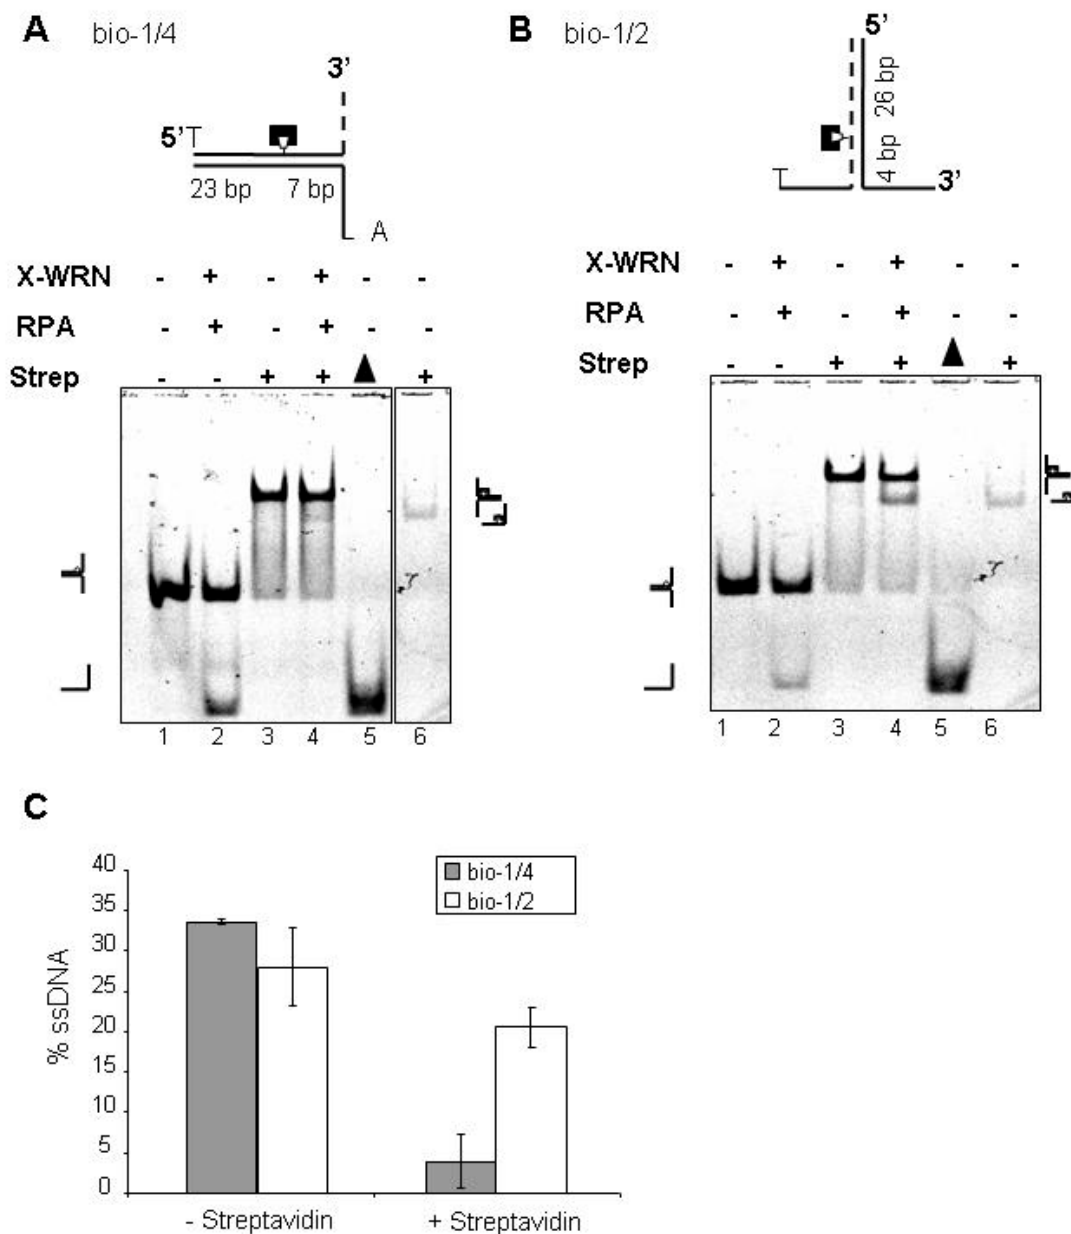 A bio-1/4
3'
5' T
23 bp 7 bp
A
X-WRN - + - + - -
RPA - + - + - -
Strep - - + + ▲ +
1 2 3 4 5 6
B bio-1/2
5'
26 bp
4 bp
T
3'
X-WRN - + - + - -
RPA - + - + - -
Strep - - + + ▲ +
1 2 3 4 5 6
C
bio-1/4
bio-1/2
% ssDNA
40
35
30
25
20
15
10
5
0
- Streptavidin + Streptavidin